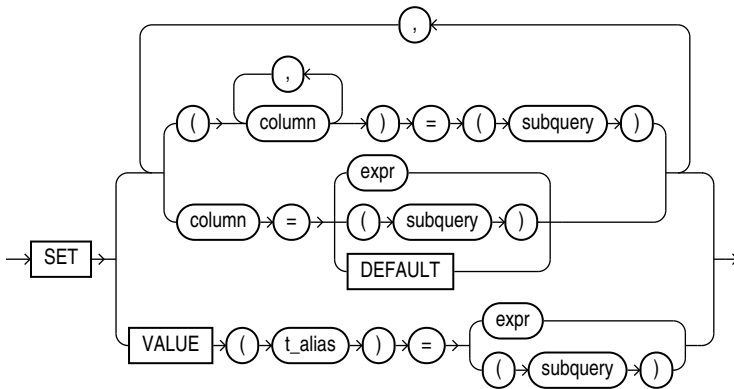 ,
,
( column ) = ( subquery )
expr
column = ( subquery )
DEFAULT
SET
expr
VALUE ( t_alias ) =
( subquery )